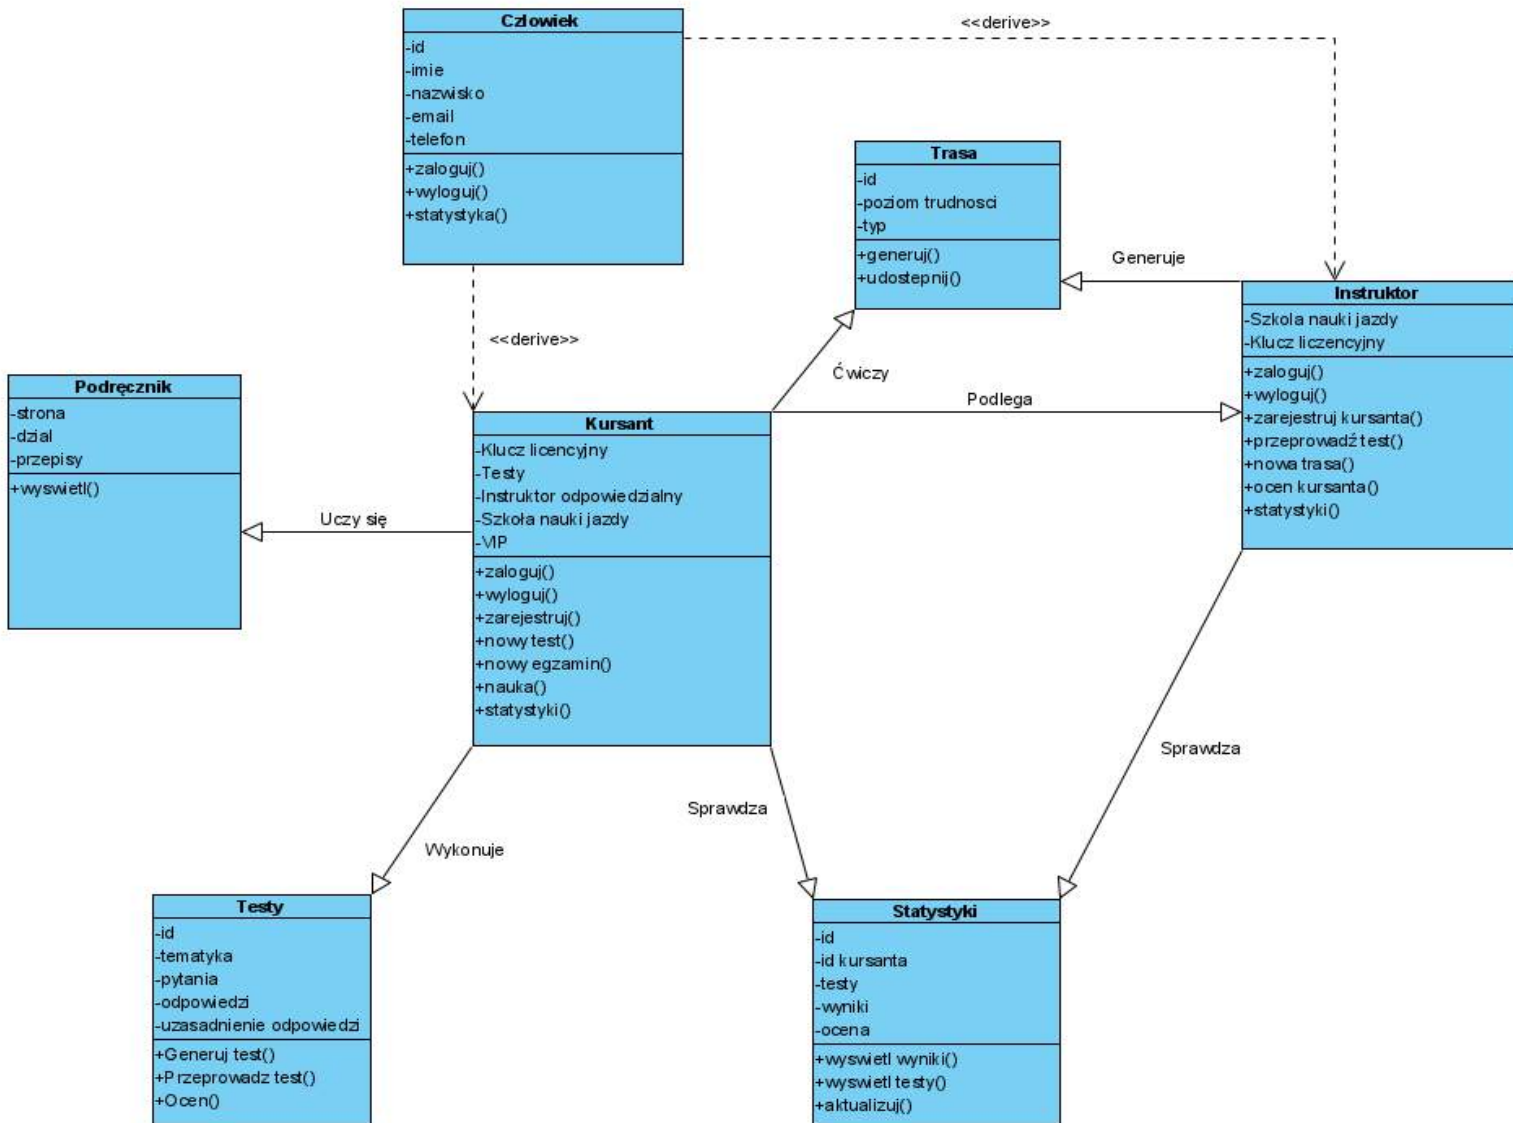 Czlowiek
-id
-imie
-nazwisko
-email
-telefon
+zaloguj()
+wyloguj()
+statystyka()
<<derive>>
Trasa
-id
-poziom trudnosci
-typ
+generuj()
+udostepnij()
Generuje
Instruktor
-Szkola nauki jazdy
-Klucz liczencyjny
+zaloguj()
+wyloguj()
+zarejestruj kursanta()
+przeprowadź test()
+nowa trasa()
+ocen kursanta()
+statystyki()
<<derive>>
Ćwiczy
Podlega
Podręcznik
-strona
-dzial
-przepisy
+wyswietl()
Uczy się
Kursant
-Klucz licencyjny
-Testy
-Instruktor odpowiedzialny
-Szkoła nauki jazdy
-VIP
+zaloguj()
+wyloguj()
+zarejestruj()
+nowy test()
+nowy egzamin()
+nauka()
+statystyki()
Sprawdza
Sprawdza
Wykonuje
Testy
-id
-tematyka
-pytania
-odpowiedzi
-uzasadnienie odpowiedzi
+Generuj test()
+Przeprowadz test()
+Ocen()
Statystyki
-id
-id kursanta
-testy
-wyniki
-ocena
+wyswietl wyniki()
+wyswietl testy()
+aktualizuj()